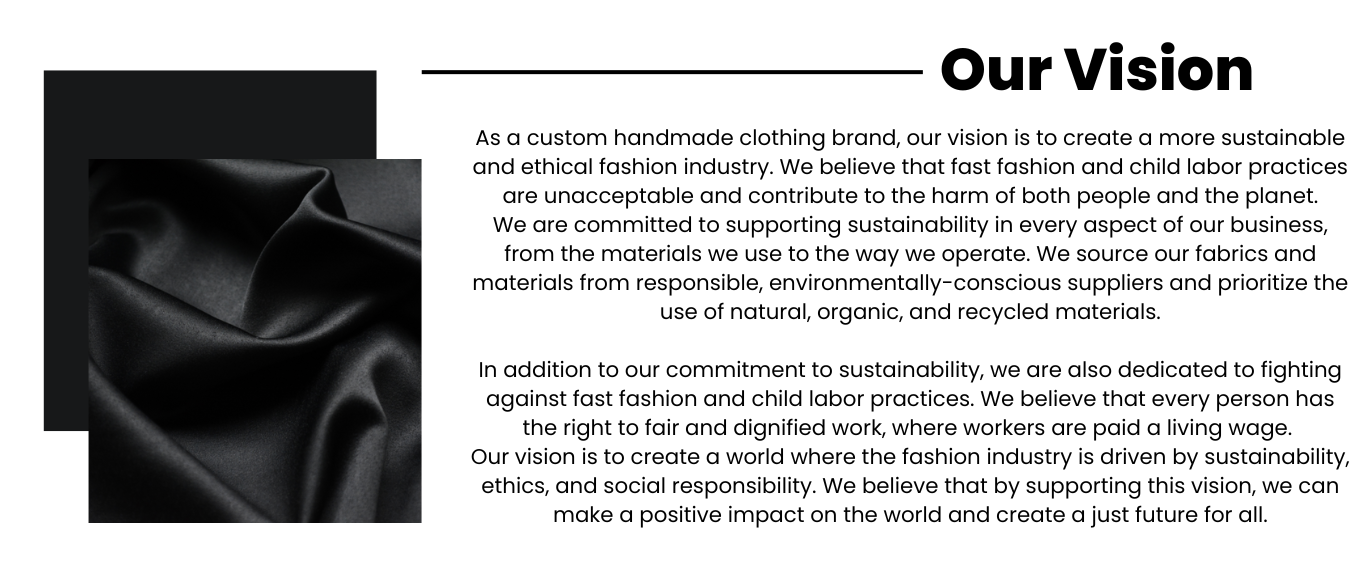 Our Vision
As a custom handmade clothing brand, our vision is to create a more sustainable
and ethical fashion industry. We believe that fast fashion and child labor practices
are unacceptable and contribute to the harm of both people and the planet.
We are committed to supporting sustainability in every aspect of our business,
from the materials we use to the way we operate. We source our fabrics and
materials from responsible, environmentally-conscious suppliers and prioritize the
use of natural, organic, and recycled materials.
In addition to our commitment to sustainability, we are also dedicated to fighting
against fast fashion and child labor practices. We believe that every person has
the right to fair and dignified work, where workers are paid a living wage.
Our vision is to create a world where the fashion industry is driven by sustainability,
ethics, and social responsibility. We believe that by supporting this vision, we can
make a positive impact on the world and create a just future for all.